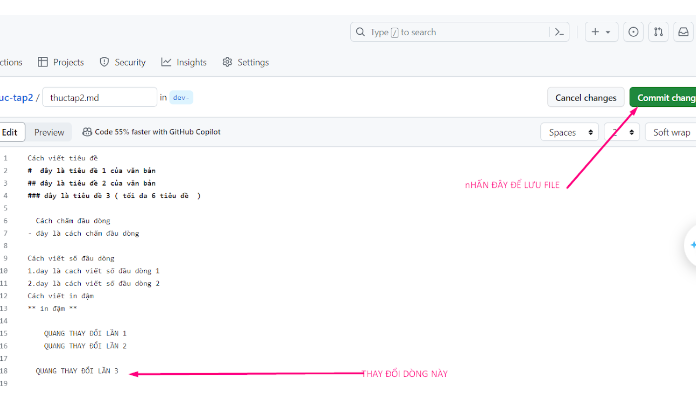 Type / to search
ctions Projects Security Insights Settings
uc-tap2 / thuctap2.md in dev- Cancel changes Commit chang
Edit Preview Code 55% faster with GitHub Copilot Spaces 2 Soft wrap
1 Cách viết tiêu đề
2 # đây là tiêu đề 1 của văn bản
3 ## đây là tiêu đề 2 của văn bản
4 ### đây là tiêu đề 3 ( tối đa 6 tiêu đề )
5
nHẤN ĐÂY ĐỂ LƯU FILE
6 Cách chấm đầu dòng
7 - đây là cách chấm đầu dòng
8
9 Cách viết số đầu dòng
10 1.day là cach viết số đầu dòng 1
11 2.day là cách viết số đầu dòng 2
12 Cách viết in đậm
13 ** in đậm **
14
15 QUANG THAY ĐỔI LẦN 1
16 QUANG THAY ĐỔI LẦN 2
17
18 QUANG THAY ĐỔI LẦN 3 THAY ĐỔI DÒNG NÀY
19